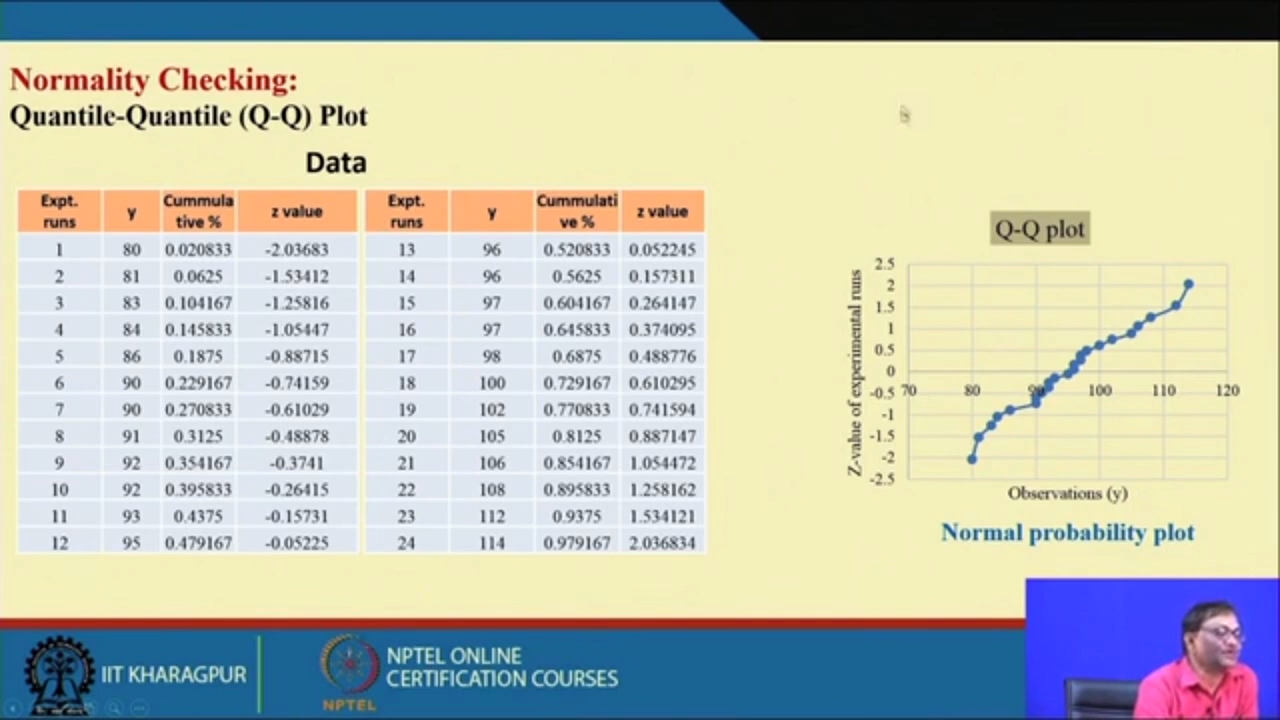 Normality Checking:
Quantile-Quantile (Q-Q) Plot
Data
Expt. runs y Cummula tive % z value Expt. runs y Cummulati ve % z value
1 80 0.020833 -2.03683 13 96 0.520833 0.052245
2 81 0.0625 -1.53412 14 96 0.5625 0.157311
3 83 0.104167 -1.25816 15 97 0.604167 0.264147
4 84 0.145833 -1.05447 16 97 0.645833 0.374095
5 86 0.1875 -0.88715 17 98 0.6875 0.488776
6 90 0.229167 -0.74159 18 100 0.729167 0.610295
7 90 0.270833 -0.61029 19 102 0.770833 0.741594
8 91 0.3125 -0.48878 20 105 0.8125 0.887147
9 92 0.354167 -0.3741 21 106 0.854167 1.054472
10 92 0.395833 -0.26415 22 108 0.895833 1.258162
11 93 0.4375 -0.15731 23 112 0.9375 1.534121
12 95 0.479167 -0.05225 24 114 0.979167 2.036834
Q-Q plot
Z-value of experimental runs
2.5
2
1.5
1
0.5
0
-0.5
-1
-1.5
-2
-2.5
70 80 90 100 110 120
Observations (y)
Normal probability plot
IIT KHARAGPUR
NPTEL
NPTEL ONLINE
CERTIFICATION COURSES